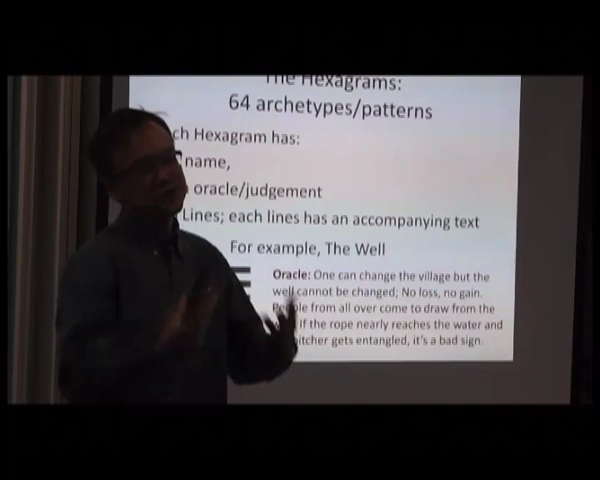 The Hexagrams:
64 archetypes/patterns
ch Hexagram has:
name,
oracle/judgement
Lines; each lines has an accompanying text
For example, The Well
Oracle: One can change the village but the
well cannot be changed; No loss, no gain.
People from all over come to draw from the
if the rope nearly reaches the water and
pitcher gets entangled, it's a bad sign.